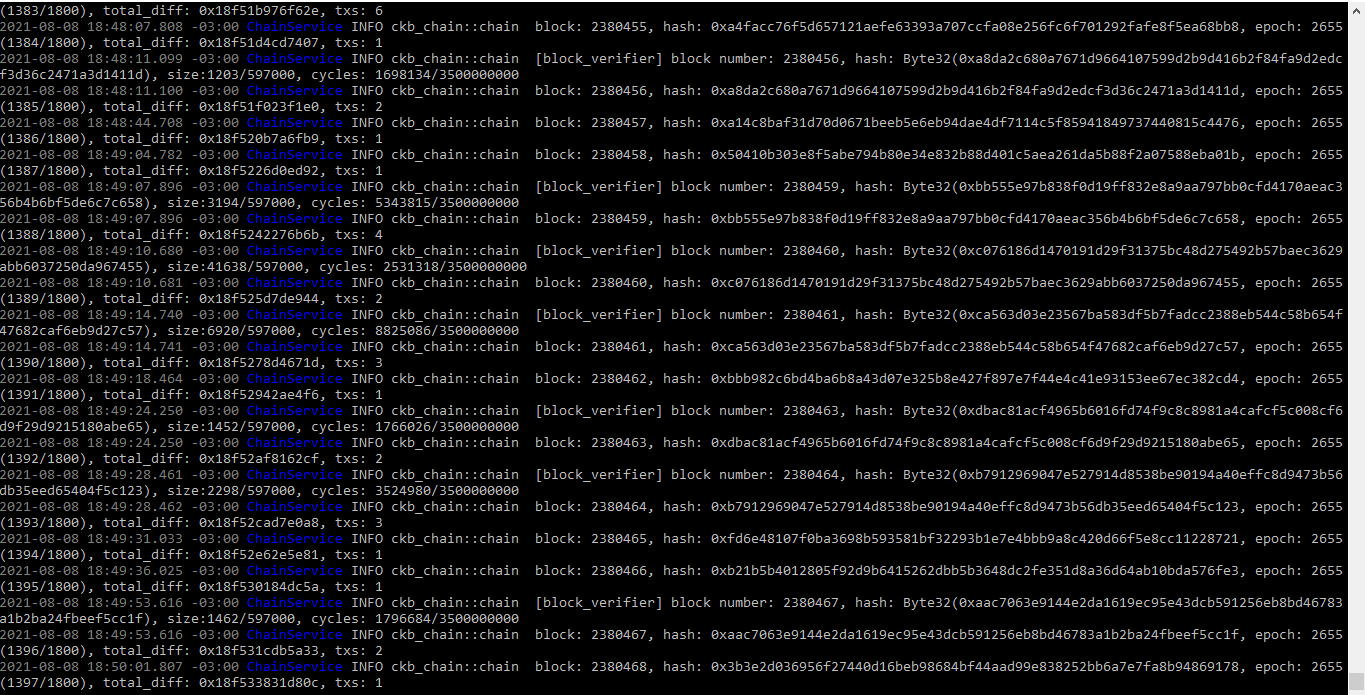 (1383/1800), total_diff: 0x18f51b976f62e, txs: 6
2021-08-08 18:48:07.808 -03:00 ChainService INFO ckb_chain::chain  block: 2380455, hash: 0xa4facc76f5d657121aefe63393a707ccfa08e256fc6f701292fafe8f5ea68bb8, epoch: 2655
(1384/1800), total_diff: 0x18f51d4cd7407, txs: 1
2021-08-08 18:48:11.099 -03:00 ChainService INFO ckb_chain::chain  [block_verifier] block number: 2380456, hash: Byte32(0xa8da2c680a7671d9664107599d2b9d416b2f84fa9d2edc
f3d36c2471a3d1411d), size:1203/597000, cycles: 1698134/3500000000
2021-08-08 18:48:11.100 -03:00 ChainService INFO ckb_chain::chain  block: 2380456, hash: 0xa8da2c680a7671d9664107599d2b9d416b2f84fa9d2edcf3d36c2471a3d1411d, epoch: 2655
(1385/1800), total_diff: 0x18f51f023f1e0, txs: 2
2021-08-08 18:48:44.708 -03:00 ChainService INFO ckb_chain::chain  block: 2380457, hash: 0xa14c8baf31d70d0671beeb5e6eb94dae4df7114c5f85941849737440815c4476, epoch: 2655
(1386/1800), total_diff: 0x18f520b7a6fb9, txs: 1
2021-08-08 18:49:04.782 -03:00 ChainService INFO ckb_chain::chain  block: 2380458, hash: 0x50410b303e8f5abe794b80e34e832b88d401c5aea261da5b88f2a07588eba01b, epoch: 2655
(1387/1800), total_diff: 0x18f5226d0ed92, txs: 1
2021-08-08 18:49:07.896 -03:00 ChainService INFO ckb_chain::chain  [block_verifier] block number: 2380459, hash: Byte32(0xbb555e97b838f0d19ff832e8a9aa797bb0cfd4170aeac3
56b4b6bf5de6c7c658), size:3194/597000, cycles: 5343815/3500000000
2021-08-08 18:49:07.896 -03:00 ChainService INFO ckb_chain::chain  block: 2380459, hash: 0xbb555e97b838f0d19ff832e8a9aa797bb0cfd4170aeac356b4b6bf5de6c7c658, epoch: 2655
(1388/1800), total_diff: 0x18f5242276b6b, txs: 4
2021-08-08 18:49:10.680 -03:00 ChainService INFO ckb_chain::chain  [block_verifier] block number: 2380460, hash: Byte32(0xc076186d1470191d29f31375bc48d275492b57baec3629
abb6037250da967455), size:41638/597000, cycles: 2531318/3500000000
2021-08-08 18:49:10.681 -03:00 ChainService INFO ckb_chain::chain  block: 2380460, hash: 0xc076186d1470191d29f31375bc48d275492b57baec3629abb6037250da967455, epoch: 2655
(1389/1800), total_diff: 0x18f525d7de944, txs: 2
2021-08-08 18:49:14.740 -03:00 ChainService INFO ckb_chain::chain  [block_verifier] block number: 2380461, hash: Byte32(0xca563d03e23567ba583df5b7fadcc2388eb544c58b654f
47682caf6eb9d27c57), size:6920/597000, cycles: 8825086/3500000000
2021-08-08 18:49:14.741 -03:00 ChainService INFO ckb_chain::chain  block: 2380461, hash: 0xca563d03e23567ba583df5b7fadcc2388eb544c58b654f47682caf6eb9d27c57, epoch: 2655
(1390/1800), total_diff: 0x18f5278d4671d, txs: 3
2021-08-08 18:49:18.464 -03:00 ChainService INFO ckb_chain::chain  block: 2380462, hash: 0xbbb982c6bd4ba6b8a43d07e325b8e427f897e7f44e4c41e93153ee67ec382cd4, epoch: 2655
(1391/1800), total_diff: 0x18f52942ae4f6, txs: 1
2021-08-08 18:49:24.250 -03:00 ChainService INFO ckb_chain::chain  [block_verifier] block number: 2380463, hash: Byte32(0xdbac81acf4965b6016fd74f9c8c8981a4cafcf5c008cf6
d9f29d9215180abe65), size:1452/597000, cycles: 1766026/3500000000
2021-08-08 18:49:24.250 -03:00 ChainService INFO ckb_chain::chain  block: 2380463, hash: 0xdbac81acf4965b6016fd74f9c8c8981a4cafcf5c008cf6d9f29d9215180abe65, epoch: 2655
(1392/1800), total_diff: 0x18f52af8162cf, txs: 2
2021-08-08 18:49:28.461 -03:00 ChainService INFO ckb_chain::chain  [block_verifier] block number: 2380464, hash: Byte32(0xb7912969047e527914d8538be90194a40effc8d9473b56
db35eed65404f5c123), size:2298/597000, cycles: 3524980/3500000000
2021-08-08 18:49:28.462 -03:00 ChainService INFO ckb_chain::chain  block: 2380464, hash: 0xb7912969047e527914d8538be90194a40effc8d9473b56db35eed65404f5c123, epoch: 2655
(1393/1800), total_diff: 0x18f52cad7e0a8, txs: 3
2021-08-08 18:49:31.033 -03:00 ChainService INFO ckb_chain::chain  block: 2380465, hash: 0xfd6e48107f0ba3698b593581bf32293b1e7e4bbb9a8c420d66f5e8cc11228721, epoch: 2655
(1394/1800), total_diff: 0x18f52e62e5e81, txs: 1
2021-08-08 18:49:36.025 -03:00 ChainService INFO ckb_chain::chain  block: 2380466, hash: 0xb21b5b4012805f92d9b6415262dbb5b3648dc2fe351d8a36d64ab10bda576fe3, epoch: 2655
(1395/1800), total_diff: 0x18f530184dc5a, txs: 1
2021-08-08 18:49:53.616 -03:00 ChainService INFO ckb_chain::chain  [block_verifier] block number: 2380467, hash: Byte32(0xaac7063e9144e2da1619ec95e43dcb591256eb8bd46783
a1b2ba24fbeef5cc1f), size:1462/597000, cycles: 1796684/3500000000
2021-08-08 18:49:53.616 -03:00 ChainService INFO ckb_chain::chain  block: 2380467, hash: 0xaac7063e9144e2da1619ec95e43dcb591256eb8bd46783a1b2ba24fbeef5cc1f, epoch: 2655
(1396/1800), total_diff: 0x18f531cdb5a33, txs: 2
2021-08-08 18:50:01.807 -03:00 ChainService INFO ckb_chain::chain  block: 2380468, hash: 0x3b3e2d036956f27440d16beb98684bf44aad99e838252bb6a7e7fa8b94869178, epoch: 2655
(1397/1800), total_diff: 0x18f533831d80c, txs: 1